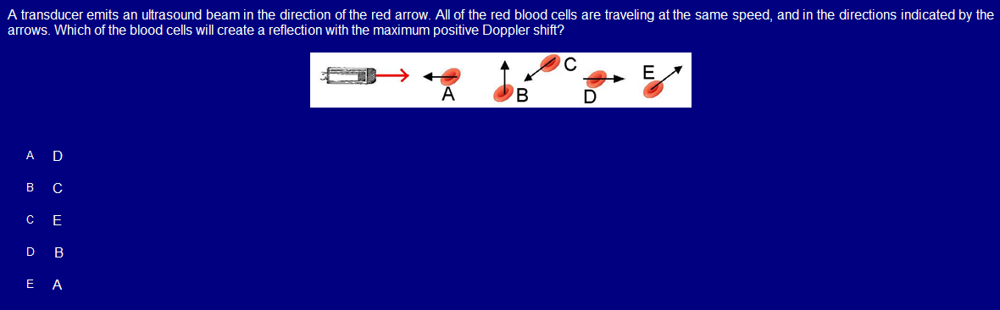 A transducer emits an ultrasound beam in the direction of the red arrow. All of the red blood cells are traveling at the same speed, and in the directions indicated by the
arrows. Which of the blood cells will create a reflection with the maximum positive Doppler shift?
A B C D E
A D
B C
C E
D B
E A